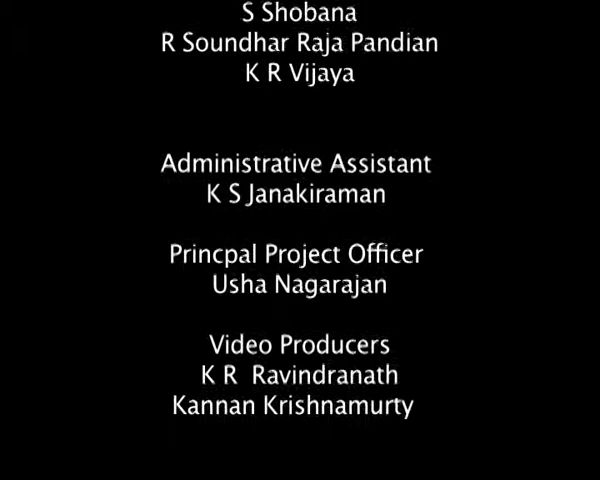 S Shobana
R Soundhar Raja Pandian
K R Vijaya
Administrative Assistant
K S Janakiraman
Princpal Project Officer
Usha Nagarajan
Video Producers
K R  Ravindranath
Kannan Krishnamurty